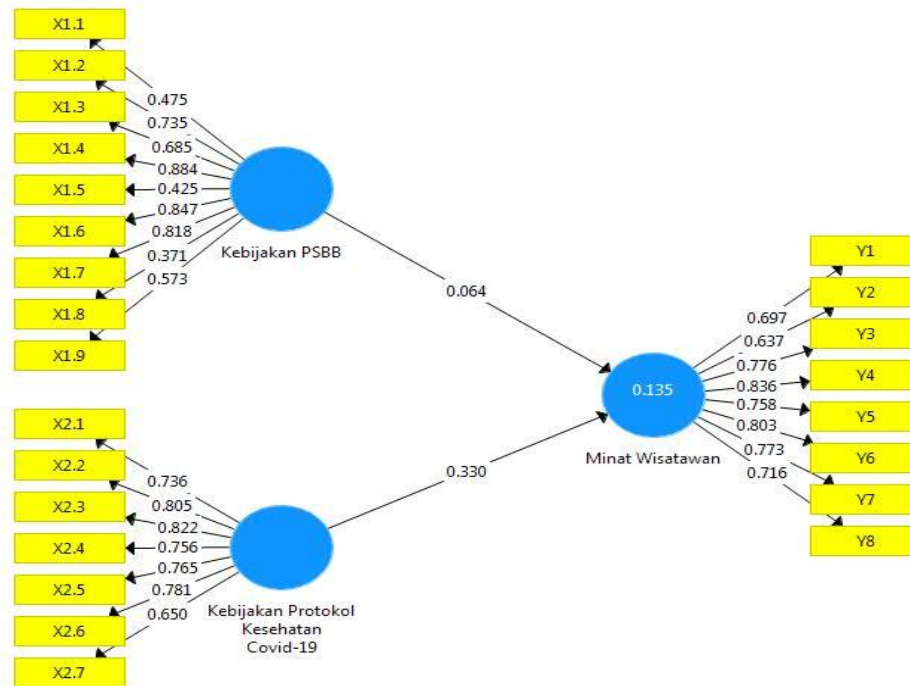 X1.1
X1.2
X1.3
X1.4
X1.5
X1.6
X1.7
X1.8
X1.9
0.475
0.735
0.685
0.884
0.425
0.847
0.818
0.371
0.573
Kebijakan PSBB
0.064
X2.1
X2.2
X2.3
X2.4
X2.5
X2.6
X2.7
0.736
0.805
0.822
0.756
0.765
0.781
0.650
Kebijakan Protokol
Kesehatan
Covid-19
0.330
0.135
Minat Wisatawan
0.697
0.637
0.776
0.836
0.758
0.803
0.773
0.716
Y1
Y2
Y3
Y4
Y5
Y6
Y7
Y8